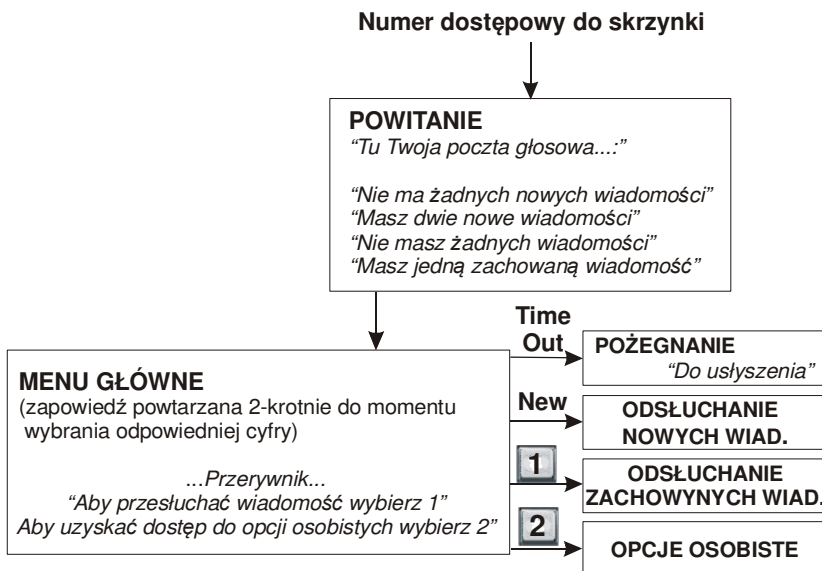 Numer dostępowy do skrzynki
POWITANIE
“Tu Twoja poczta głosowa...:”
“Nie ma żadnych nowych wiadomości”
“Masz dwie nowe wiadomości”
“Nie masz żadnych wiadomości”
“Masz jedną zachowaną wiadomość”
MENU GŁÓWNE
(zapowiedź powtarzana 2-krotnie do momentu
wybrania odpowiedniej cyfry)
...Przerywnik...
“Aby przesłuchać wiadomość wybierz 1”
Aby uzyskać dostęp do opcji osobistych wybierz 2”
Time
Out
POŻEGNANIE
“Do usłyszenia”
New
ODSŁUCHANIE
NOWYCH WIAD.
1
ODSŁUCHANIE
ZACHOWYNYCH WIAD.
2
OPCJE OSOBISTE